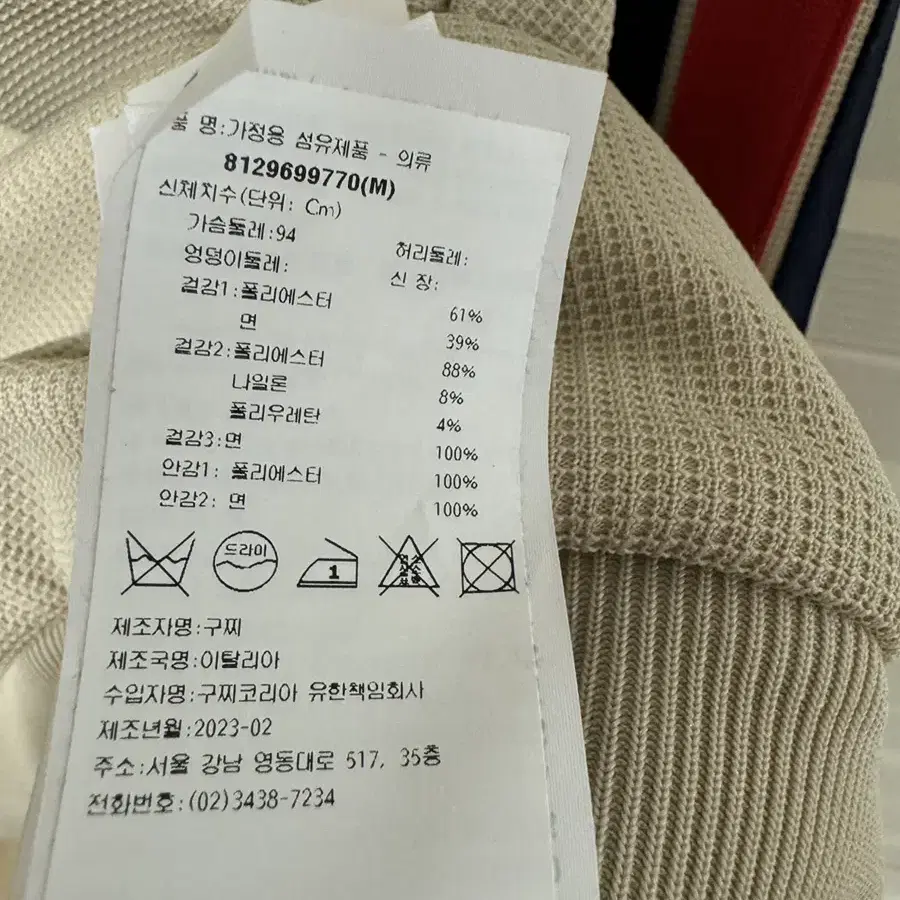 품 명:가정용 섬유제품 - 의류
8129699770(M)
신체치수(단위: Cm)
가슴둘레:94 허리둘레:
엉덩이둘레: 신 장:
겉감1:폴리에스터 61%
면 39%
겉감2:폴리에스터 88%
나일론 8%
폴리우레탄 4%
겉감3:면 100%
안감1: 폴리에스터 100%
안감2: 면 100%
드라이
1
제조자명:구찌
제조국명:이탈리아
수입자명:구찌코리아 유한책임회사
제조년월:2023-02
주소:서울 강남 영동대로 517, 35층
전화번호:(02)3438-7234